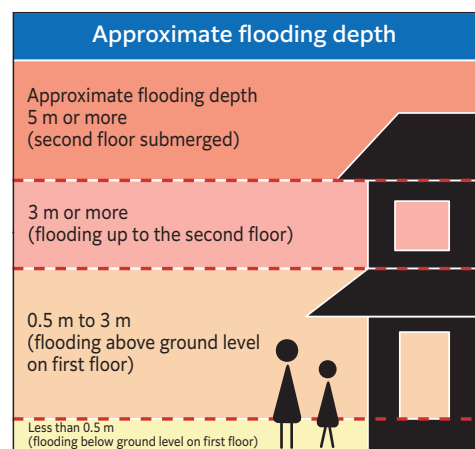 Approximate flooding depth
Approximate flooding depth
5 m or more
(second floor submerged)
3 m or more
(flooding up to the second floor)
0.5 m to 3 m
(flooding above ground level
on first floor)
Less than 0.5 m
(flooding below ground level on first floor)